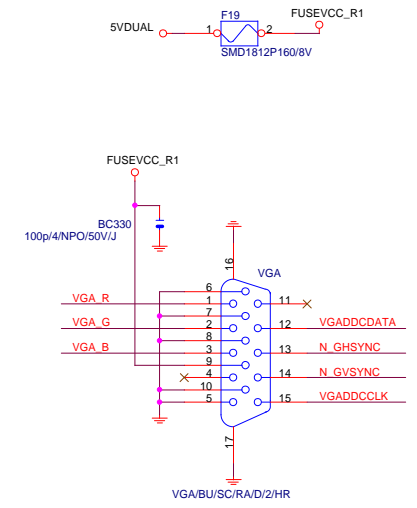 F19
FUSEVCC_R1
5VDUAL
1
2
SMD1812P160/8V
FUSEVCC_R1
BC330
100p/4/NPO/50V/J
16
VGA
6
VGA_R
1
11
7
VGA_G
2
12
VGADDCDATA
8
VGA_B
3
13
N_GHSYNC
9
4
14
N_GVSYNC
10
5
15
VGADDCCLK
17
VGA/BU/SC/RA/D/2/HR